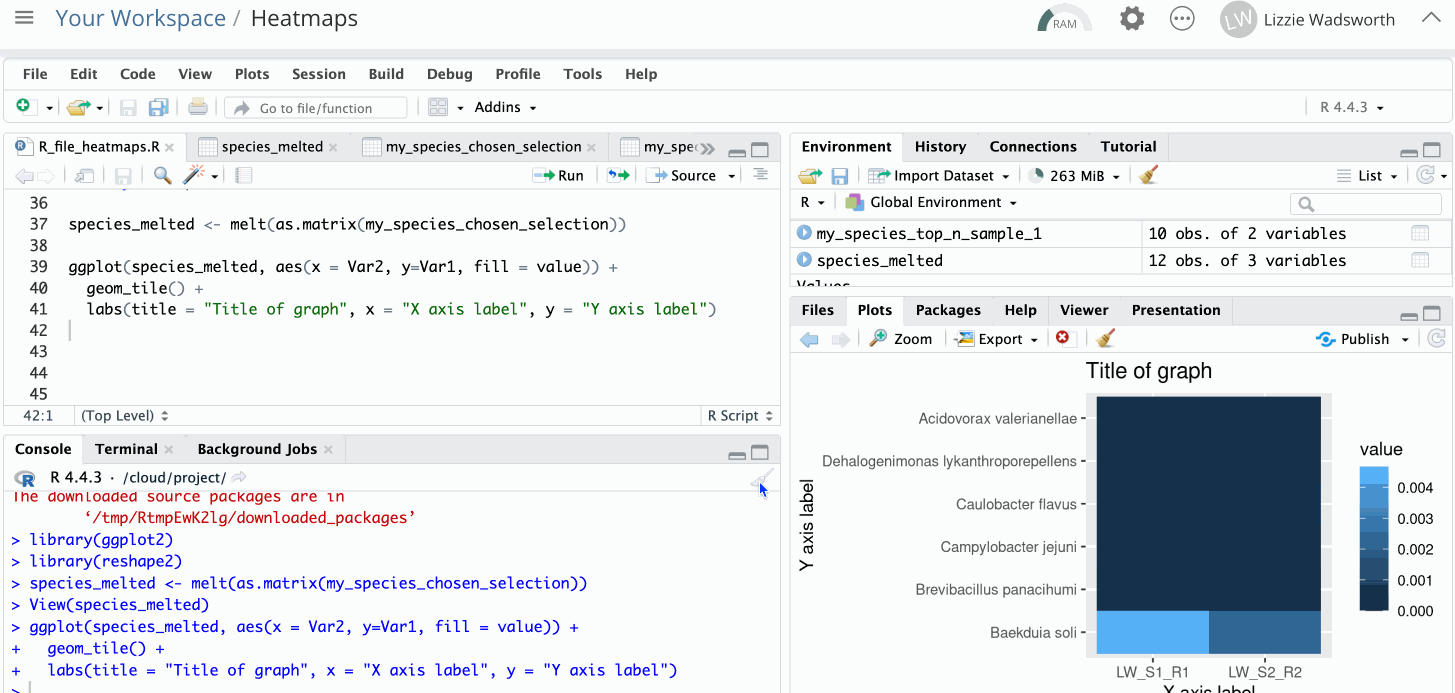 Your Workspace / Heatmaps
RAM
LW Lizzie Wadsworth
File Edit Code View Plots Session Build Debug Profile Tools Help
Go to file/function
Addins
R 4.4.3
R_file_heatmaps.R
species_melted
my_species_chosen_selection
my_spec
Run
Source
36
37 species_melted <- melt(as.matrix(my_species_chosen_selection))
38
39 ggplot(species_melted, aes(x = Var2, y=Var1, fill = value)) +
40 geom_tile() +
41 labs(title = "Title of graph", x = "X axis label", y = "Y axis label")
42
43
44
45
42:1 (Top Level) R Script
Console Terminal Background Jobs
R 4.4.3 · /cloud/project/
The downloaded source packages are in
‘/tmp/RtmpEwK2lg/downloaded_packages’
> library(ggplot2)
> library(reshape2)
> species_melted <- melt(as.matrix(my_species_chosen_selection))
> View(species_melted)
> ggplot(species_melted, aes(x = Var2, y=Var1, fill = value)) +
+ geom_tile() +
+ labs(title = "Title of graph", x = "X axis label", y = "Y axis label")
>
Environment History Connections Tutorial
Import Dataset 263 MiB List
R Global Environment
my_species_top_n_sample_1 10 obs. of 2 variables
species_melted 12 obs. of 3 variables
Values
Files Plots Packages Help Viewer Presentation
Zoom Export Publish
Title of graph
Y axis label
Acidovorax valerianellae
Dehalogenimonas lykanthroporepellens
Caulobacter flavus
Campylobacter jejuni
Brevibacillus panacihumi
Baekduia soli
LW_S1_R1 LW_S2_R2
X axis label
value
0.004
0.003
0.002
0.001
0.000